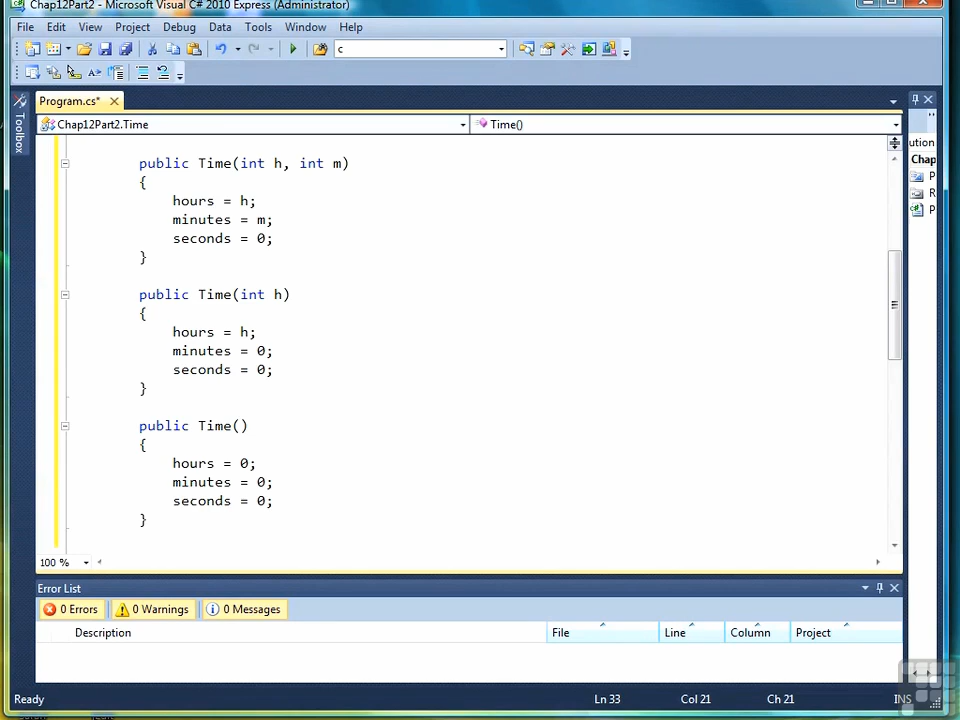 Chap12Part2 - Microsoft Visual C# 2010 Express (Administrator)
File Edit View Project Debug Data Tools Window Help
c
Program.cs*
Toolbox
Chap12Part2.Time
Time()
ution
Chap
P
R
P
public Time(int h, int m)
{
hours = h;
minutes = m;
seconds = 0;
}
public Time(int h)
{
hours = h;
minutes = 0;
seconds = 0;
}
public Time()
{
hours = 0;
minutes = 0;
seconds = 0;
}
100 %
Error List
0 Errors 0 Warnings 0 Messages
Description File Line Column Project
Ready Ln 33 Col 21 Ch 21 INS